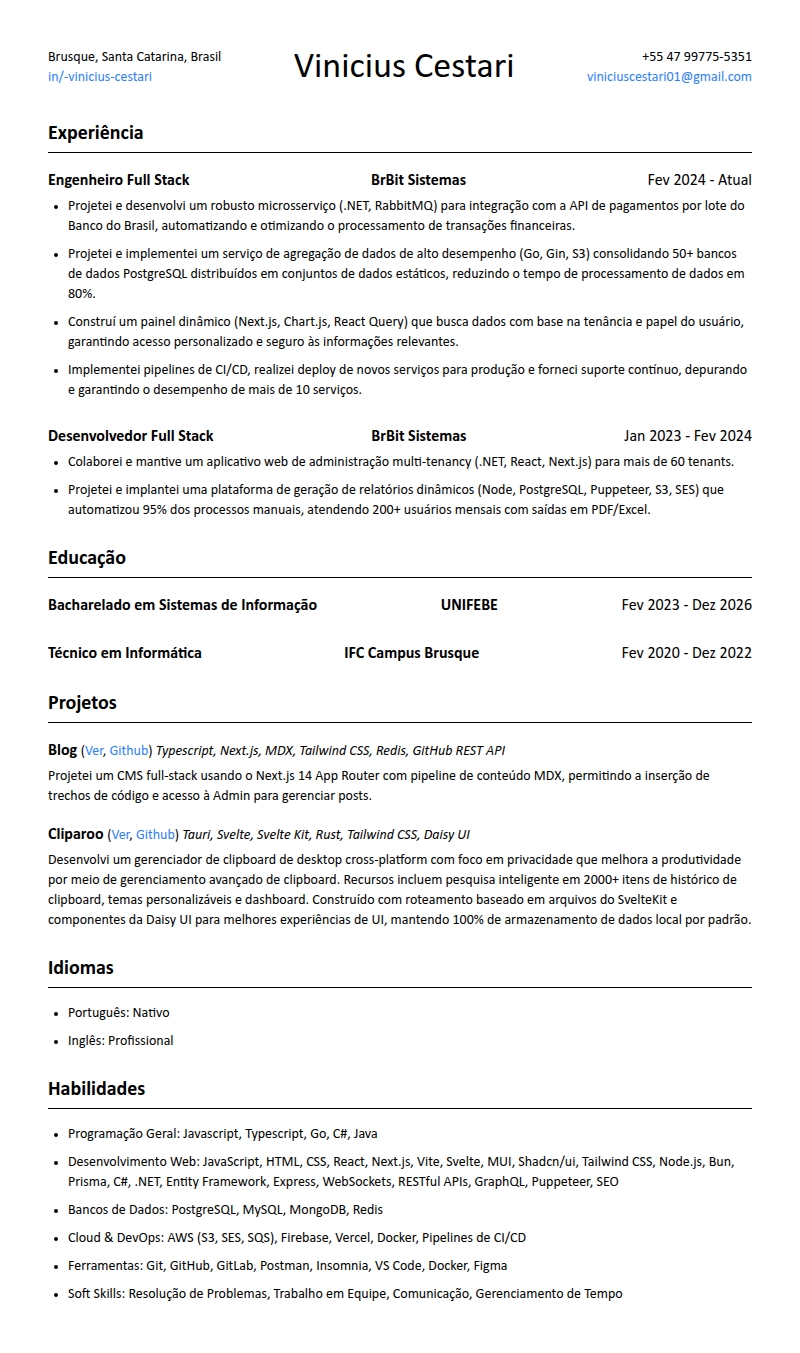 Brusque, Santa Catarina, Brasil
in/-vinicius-cestari
Vinicius Cestari
+55 47 99775-5351
viniciuscestari01@gmail.com
Experiência
Engenheiro Full Stack BrBit Sistemas Fev 2024 - Atual
• Projetei e desenvolvi um robusto microsserviço (.NET, RabbitMQ) para integração com a API de pagamentos por lote do
Banco do Brasil, automatizando e otimizando o processamento de transações financeiras.
• Projetei e implementei um serviço de agregação de dados de alto desempenho (Go, Gin, S3) consolidando 50+ bancos
de dados PostgreSQL distribuídos em conjuntos de dados estáticos, reduzindo o tempo de processamento de dados em
80%.
• Construí um painel dinâmico (Next.js, Chart.js, React Query) que busca dados com base na tenância e papel do usuário,
garantindo acesso personalizado e seguro às informações relevantes.
• Implementei pipelines de CI/CD, realizei deploy de novos serviços para produção e forneci suporte contínuo, depurando
e garantindo o desempenho de mais de 10 serviços.
Desenvolvedor Full Stack BrBit Sistemas Jan 2023 - Fev 2024
• Colaborei e mantive um aplicativo web de administração multi-tenancy (.NET, React, Next.js) para mais de 60 tenants.
• Projetei e implantei uma plataforma de geração de relatórios dinâmicos (Node, PostgreSQL, Puppeteer, S3, SES) que
automatizou 95% dos processos manuais, atendendo 200+ usuários mensais com saídas em PDF/Excel.
Educação
Bacharelado em Sistemas de Informação UNIFEBE Fev 2023 - Dez 2026
Técnico em Informática IFC Campus Brusque Fev 2020 - Dez 2022
Projetos
Blog (Ver, Github) Typescript, Next.js, MDX, Tailwind CSS, Redis, GitHub REST API
Projetei um CMS full-stack usando o Next.js 14 App Router com pipeline de conteúdo MDX, permitindo a inserção de
trechos de código e acesso à Admin para gerenciar posts.
Cliparoo (Ver, Github) Tauri, Svelte, Svelte Kit, Rust, Tailwind CSS, Daisy UI
Desenvolvi um gerenciador de clipboard de desktop cross-platform com foco em privacidade que melhora a produtividade
por meio de gerenciamento avançado de clipboard. Recursos incluem pesquisa inteligente em 2000+ itens de histórico de
clipboard, temas personalizáveis e dashboard. Construído com roteamento baseado em arquivos do SvelteKit e
componentes da Daisy UI para melhores experiências de UI, mantendo 100% de armazenamento de dados local por padrão.
Idiomas
• Português: Nativo
• Inglês: Profissional
Habilidades
• Programação Geral: Javascript, Typescript, Go, C#, Java
• Desenvolvimento Web: JavaScript, HTML, CSS, React, Next.js, Vite, Svelte, MUI, Shadcn/ui, Tailwind CSS, Node.js, Bun,
Prisma, C#, .NET, Entity Framework, Express, WebSockets, RESTful APIs, GraphQL, Puppeteer, SEO
• Bancos de Dados: PostgreSQL, MySQL, MongoDB, Redis
• Cloud & DevOps: AWS (S3, SES, SQS), Firebase, Vercel, Docker, Pipelines de CI/CD
• Ferramentas: Git, GitHub, GitLab, Postman, Insomnia, VS Code, Docker, Figma
• Soft Skills: Resolução de Problemas, Trabalho em Equipe, Comunicação, Gerenciamento de Tempo